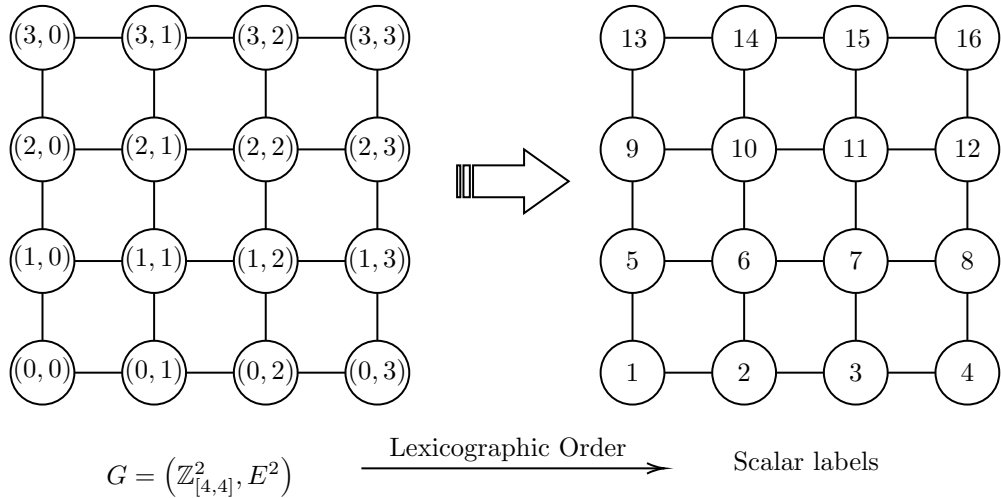 (3, 0) (3, 1) (3, 2) (3, 3) 13 14 15 16
(2, 0) (2, 1) (2, 2) (2, 3) 9 10 11 12
(1, 0) (1, 1) (1, 2) (1, 3) 5 6 7 8
(0, 0) (0, 1) (0, 2) (0, 3) 1 2 3 4
G = (ℤ²_{[4,4]}, E²) Lexicographic Order Scalar labels